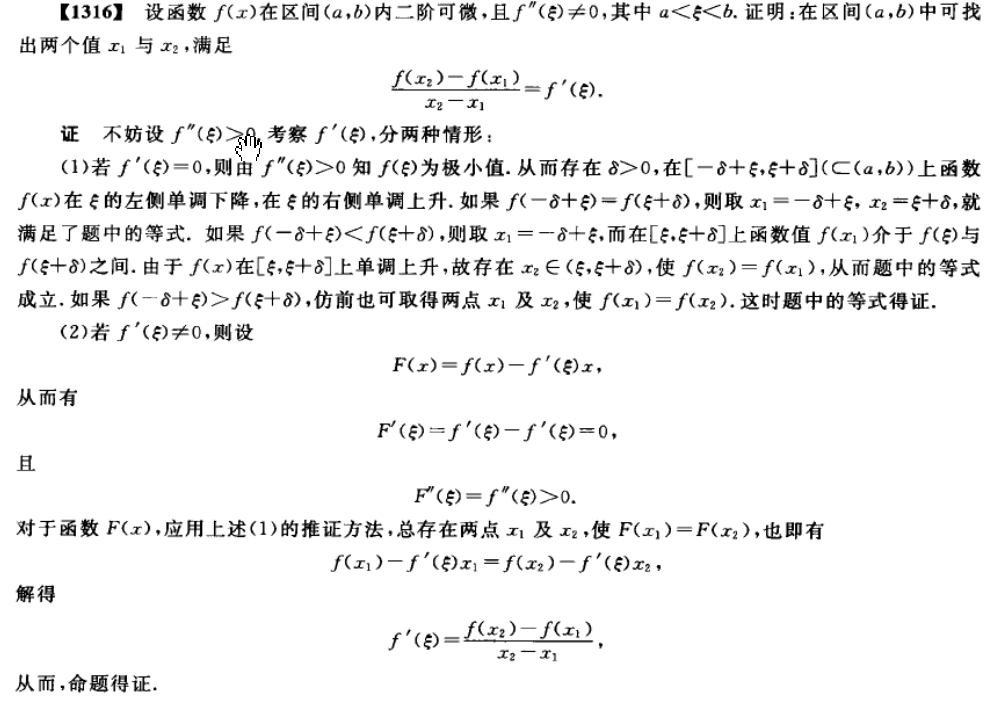 【1316】 设函数 f(x)在区间(a,b)内二阶可微,且f″(ξ)≠0,其中 a<ξ<b. 证明:在区间(a,b)中可找
出两个值 x₁ 与 x₂,满足
f(x₂)-f(x₁)
x₂-x₁
=f′(ξ).
证 不妨设 f″(ξ)>0,考察 f′(ξ),分两种情形:
(1)若 f′(ξ)=0,则由 f″(ξ)>0 知 f(ξ)为极小值. 从而存在 δ>0,在[-δ+ξ,ξ+δ](⊂(a,b))上函数
f(x)在 ξ 的左侧单调下降,在 ξ 的右侧单调上升. 如果 f(-δ+ξ)=f(ξ+δ),则取 x₁=-δ+ξ, x₂=ξ+δ,就
满足了题中的等式. 如果 f(-δ+ξ)<f(ξ+δ),则取 x₁=-δ+ξ,而在[ξ,ξ+δ]上函数值 f(x₁)介于 f(ξ)与
f(ξ+δ)之间. 由于 f(x)在[ξ,ξ+δ]上单调上升,故存在 x₂∈(ξ,ξ+δ),使 f(x₂)=f(x₁),从而题中的等式
成立. 如果 f(-δ+ξ)>f(ξ+δ),仿前也可取得两点 x₁ 及 x₂,使 f(x₁)=f(x₂). 这时题中的等式得证.
(2)若 f′(ξ)≠0,则设
F(x)=f(x)-f′(ξ)x,
从而有
F′(ξ)=f′(ξ)-f′(ξ)=0,
且
F″(ξ)=f″(ξ)>0.
对于函数 F(x),应用上述(1)的推证方法,总存在两点 x₁ 及 x₂,使 F(x₁)=F(x₂),也即有
f(x₁)-f′(ξ)x₁=f(x₂)-f′(ξ)x₂,
解得
f′(ξ)=
f(x₂)-f(x₁)
x₂-x₁
,
从而,命题得证.